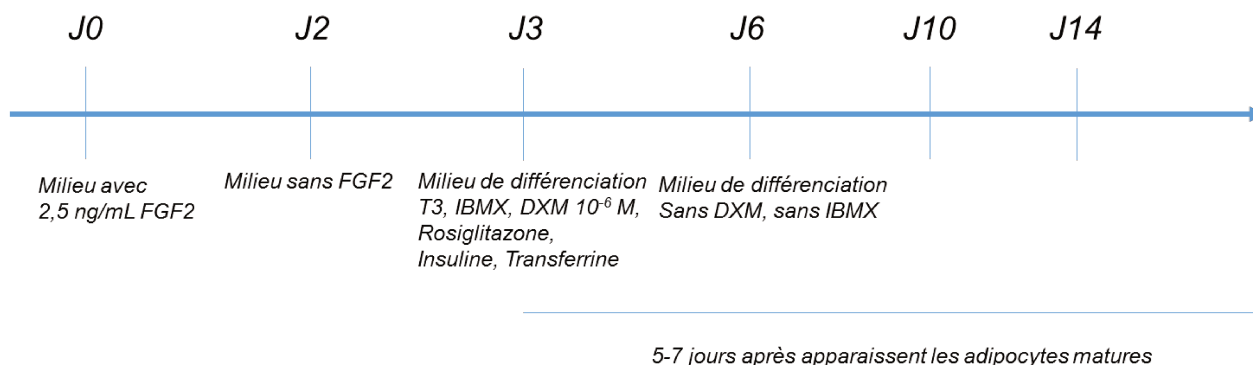 J0 J2 J3 J6 J10 J14
Milieu avec
2,5 ng/mL FGF2
Milieu sans FGF2
Milieu de différenciation
T3, IBMX, DXM 10⁻⁶ M,
Rosiglitazone,
Insuline, Transferrine
Milieu de différenciation
Sans DXM, sans IBMX
5-7 jours après apparaissent les adipocytes matures